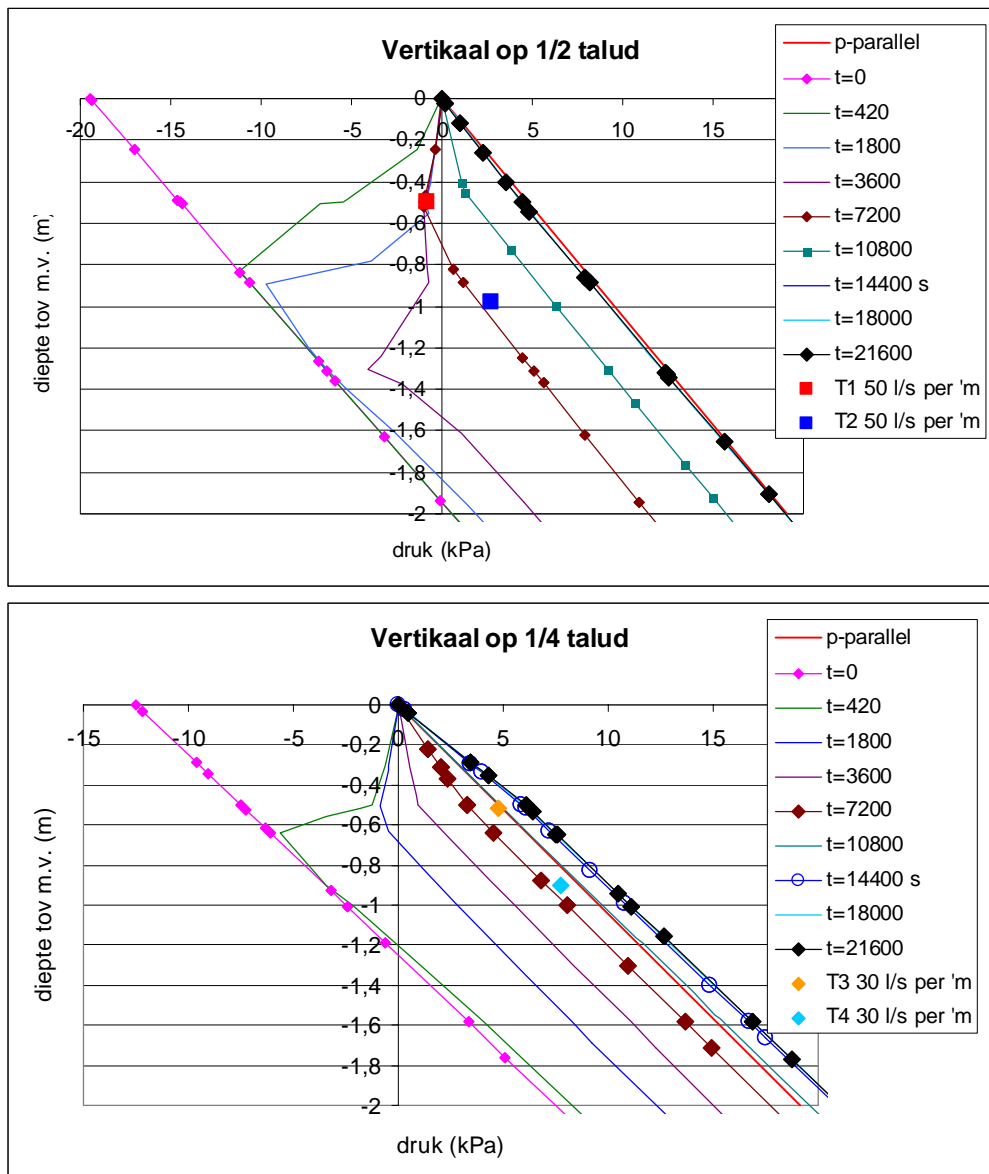 Vertikaal op 1/2 talud
p-parallel
t=0
t=420
t=1800
t=3600
t=7200
t=10800
t=14400 s
t=18000
t=21600
T1 50 l/s per 'm
T2 50 l/s per 'm
0
-0,2
-0,4
-0,6
-0,8
-1
-1,2
-1,4
-1,6
-1,8
-2
-20
-15
-10
-5
0
5
10
15
diepte tov m.v. (m)
druk (kPa)
Vertikaal op 1/4 talud
p-parallel
t=0
t=420
t=1800
t=3600
t=7200
t=10800
t=14400 s
t=18000
t=21600
T3 30 l/s per 'm
T4 30 l/s per 'm
0
-0,2
-0,4
-0,6
-0,8
-1
-1,2
-1,4
-1,6
-1,8
-2
-15
-10
-5
0
5
10
15
diepte tov m.v. (m)
druk (kPa)